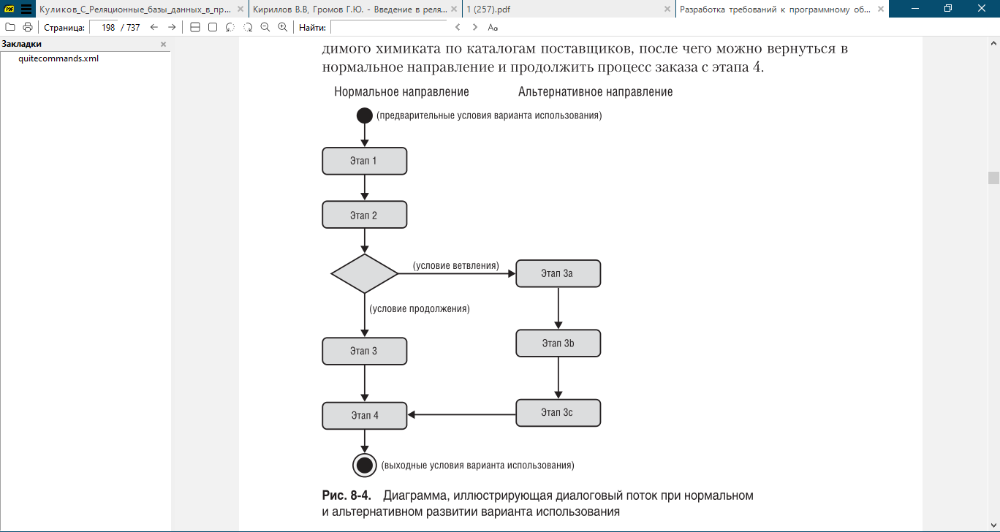 PDF
Куликов_С_Реляционные_базы_данных_в_пр...
Кириллов В.В, Громов Г.Ю. - Введение в реля...
1 (257).pdf
Разработка требований к программному об...
Страница: 198 / 737
Найти:
Aa
Закладки
quitecommands.xml
димого химиката по каталогам поставщиков, после чего можно вернуться в
нормальное направление и продолжить процесс заказа с этапа 4.
Нормальное направление
Альтернативное направление
(предварительные условия варианта использования)
Этап 1
Этап 2
(условие ветвления)
Этап 3a
(условие продолжения)
Этап 3b
Этап 3
Этап 3c
Этап 4
(выходные условия варианта использования)
Рис. 8-4. Диаграмма, иллюстрирующая диалоговый поток при нормальном
и альтернативном развитии варианта использования